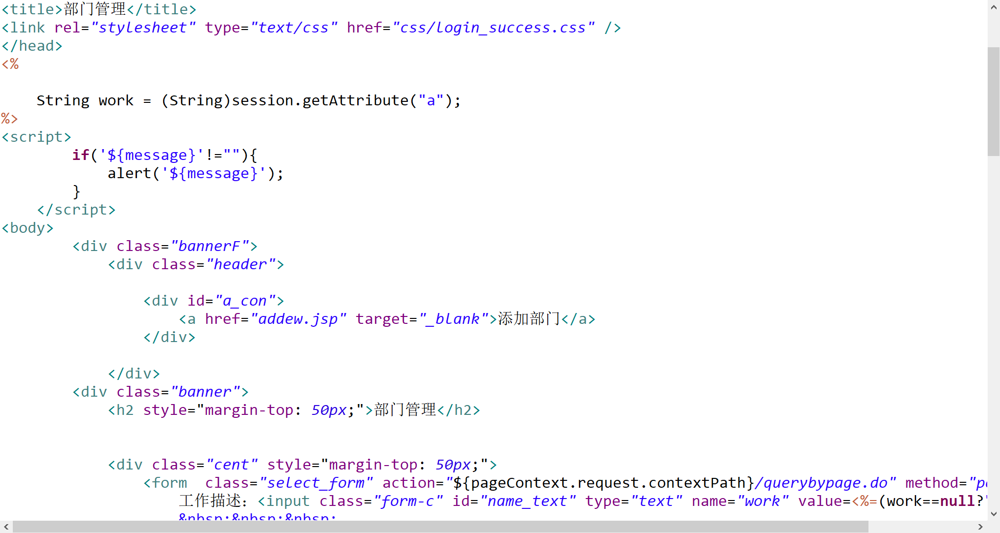 <title>部门管理</title>
<link rel="stylesheet" type="text/css" href="css/login_success.css" />
</head>
<%
String work = (String)session.getAttribute("a");
%>
<script>
if('${message}'!=""){
alert('${message}');
}
</script>
<body>
<div class="bannerF">
<div class="header">
<div id="a_con">
<a href="addew.jsp" target="_blank">添加部门</a>
</div>
</div>
<div class="banner">
<h2 style="margin-top: 50px;">部门管理</h2>
<div class="cent" style="margin-top: 50px;">
<form  class="select_form" action="${pageContext.request.contextPath}/querybypage.do" method="
工作描述：<input class="form-c" id="name_text" type="text" name="work" value=<%=(work==null?
&nbsp;&nbsp;&nbsp;